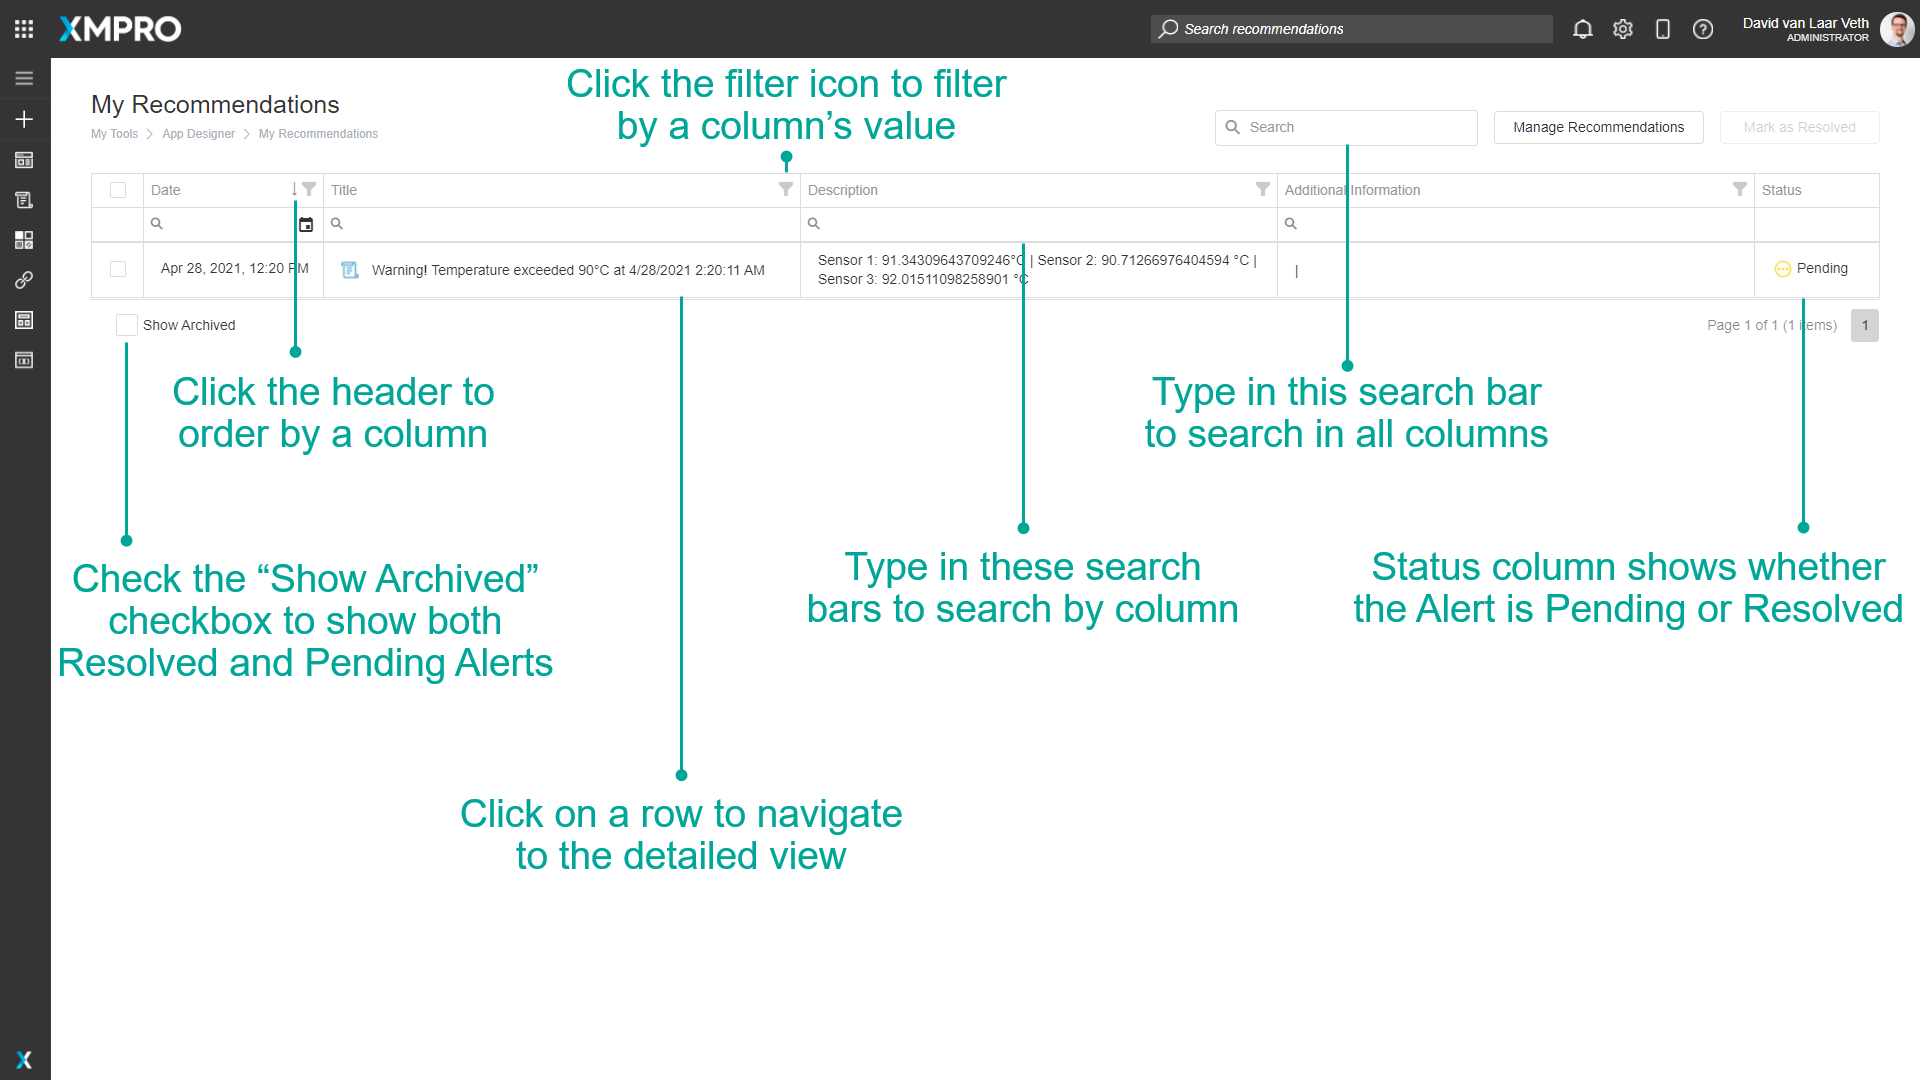 XMPRO
Search recommendations
David van Laar Veth
ADMINISTRATOR
Click the filter icon to filter
by a column’s value
My Recommendations
My Tools > App Designer > My Recommendations
Search
Manage Recommendations
Mark as Resolved
Date
Title
Description
Additional Information
Status
Apr 28, 2021, 12:20 PM
Warning! Temperature exceeded 90°C at 4/28/2021 2:20:11 AM
Sensor 1: 91.34309643709246°C | Sensor 2: 90.71266976404594 °C |
Sensor 3: 92.01511098258901 °C
|
Pending
Show Archived
Page 1 of 1 (1 items)
1
Click the header to
order by a column
Type in this search bar
to search in all columns
Check the “Show Archived”
checkbox to show both
Resolved and Pending Alerts
Type in these search
bars to search by column
Status column shows whether
the Alert is Pending or Resolved
Click on a row to navigate
to the detailed view